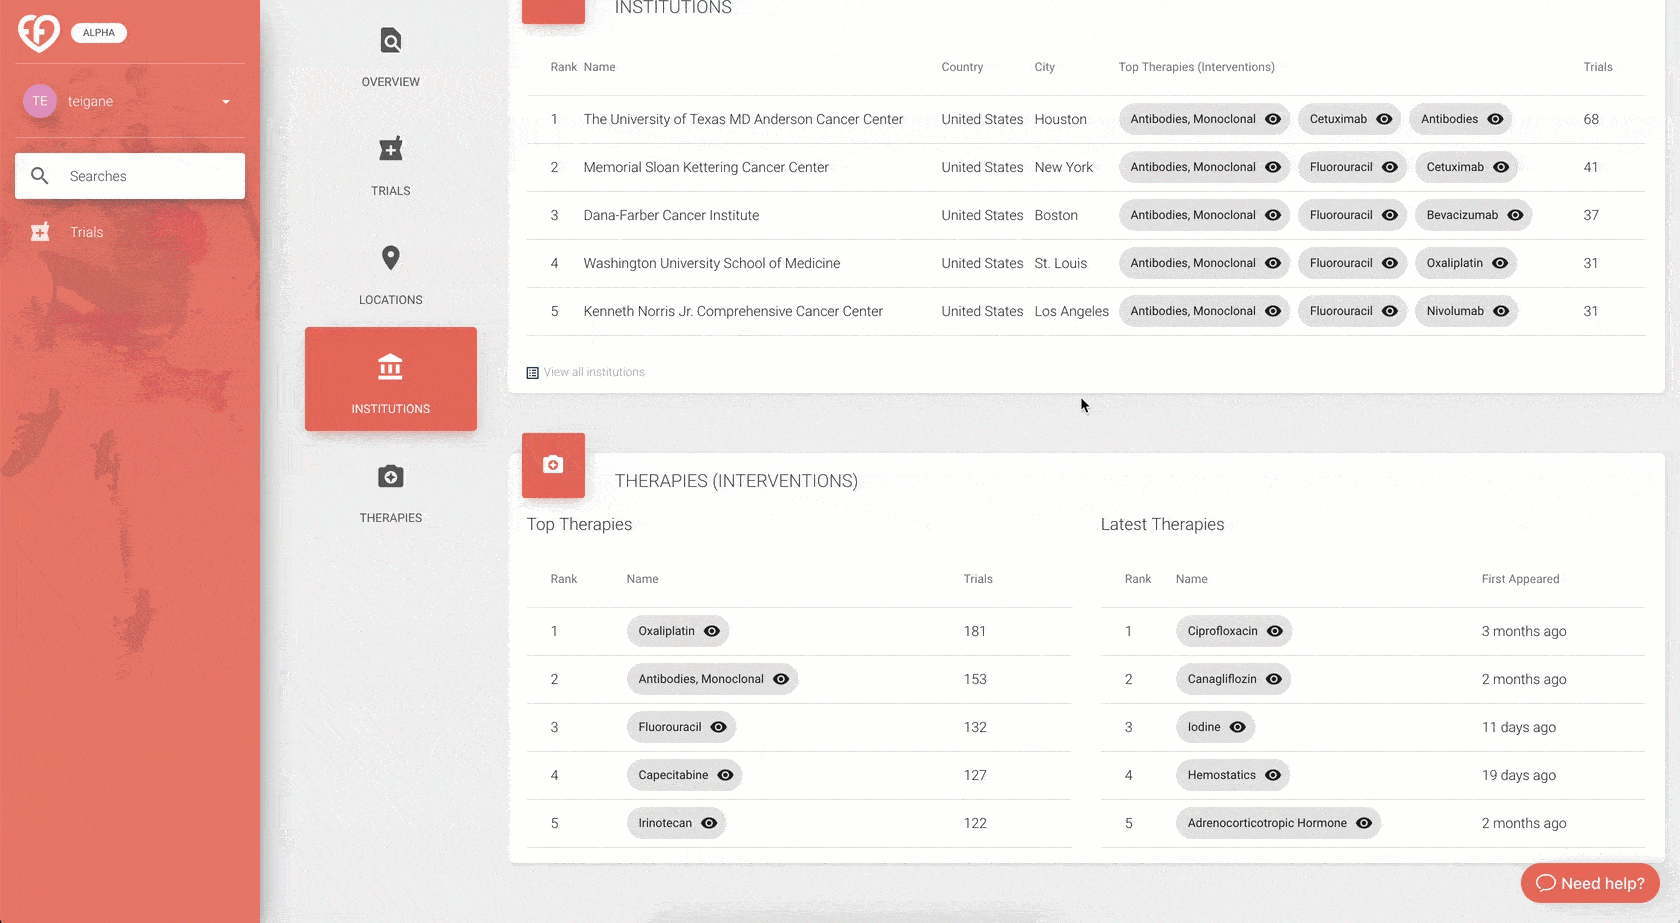 ALPHA
TE teigane
Searches
Trials
OVERVIEW
TRIALS
LOCATIONS
INSTITUTIONS
THERAPIES
INSTITUTIONS
Rank Name Country City Top Therapies (Interventions) Trials
1 The University of Texas MD Anderson Cancer Center United States Houston Antibodies, Monoclonal Cetuximab Antibodies 68
2 Memorial Sloan Kettering Cancer Center United States New York Antibodies, Monoclonal Fluorouracil Cetuximab 41
3 Dana-Farber Cancer Institute United States Boston Antibodies, Monoclonal Fluorouracil Bevacizumab 37
4 Washington University School of Medicine United States St. Louis Antibodies, Monoclonal Fluorouracil Oxaliplatin 31
5 Kenneth Norris Jr. Comprehensive Cancer Center United States Los Angeles Antibodies, Monoclonal Fluorouracil Nivolumab 31
View all institutions
THERAPIES (INTERVENTIONS)
Top Therapies
Rank Name Trials
1 Oxaliplatin 181
2 Antibodies, Monoclonal 153
3 Fluorouracil 132
4 Capecitabine 127
5 Irinotecan 122
Latest Therapies
Rank Name First Appeared
1 Ciprofloxacin 3 months ago
2 Canagliflozin 2 months ago
3 Iodine 11 days ago
4 Hemostatics 19 days ago
5 Adrenocorticotropic Hormone 2 months ago
Need help?